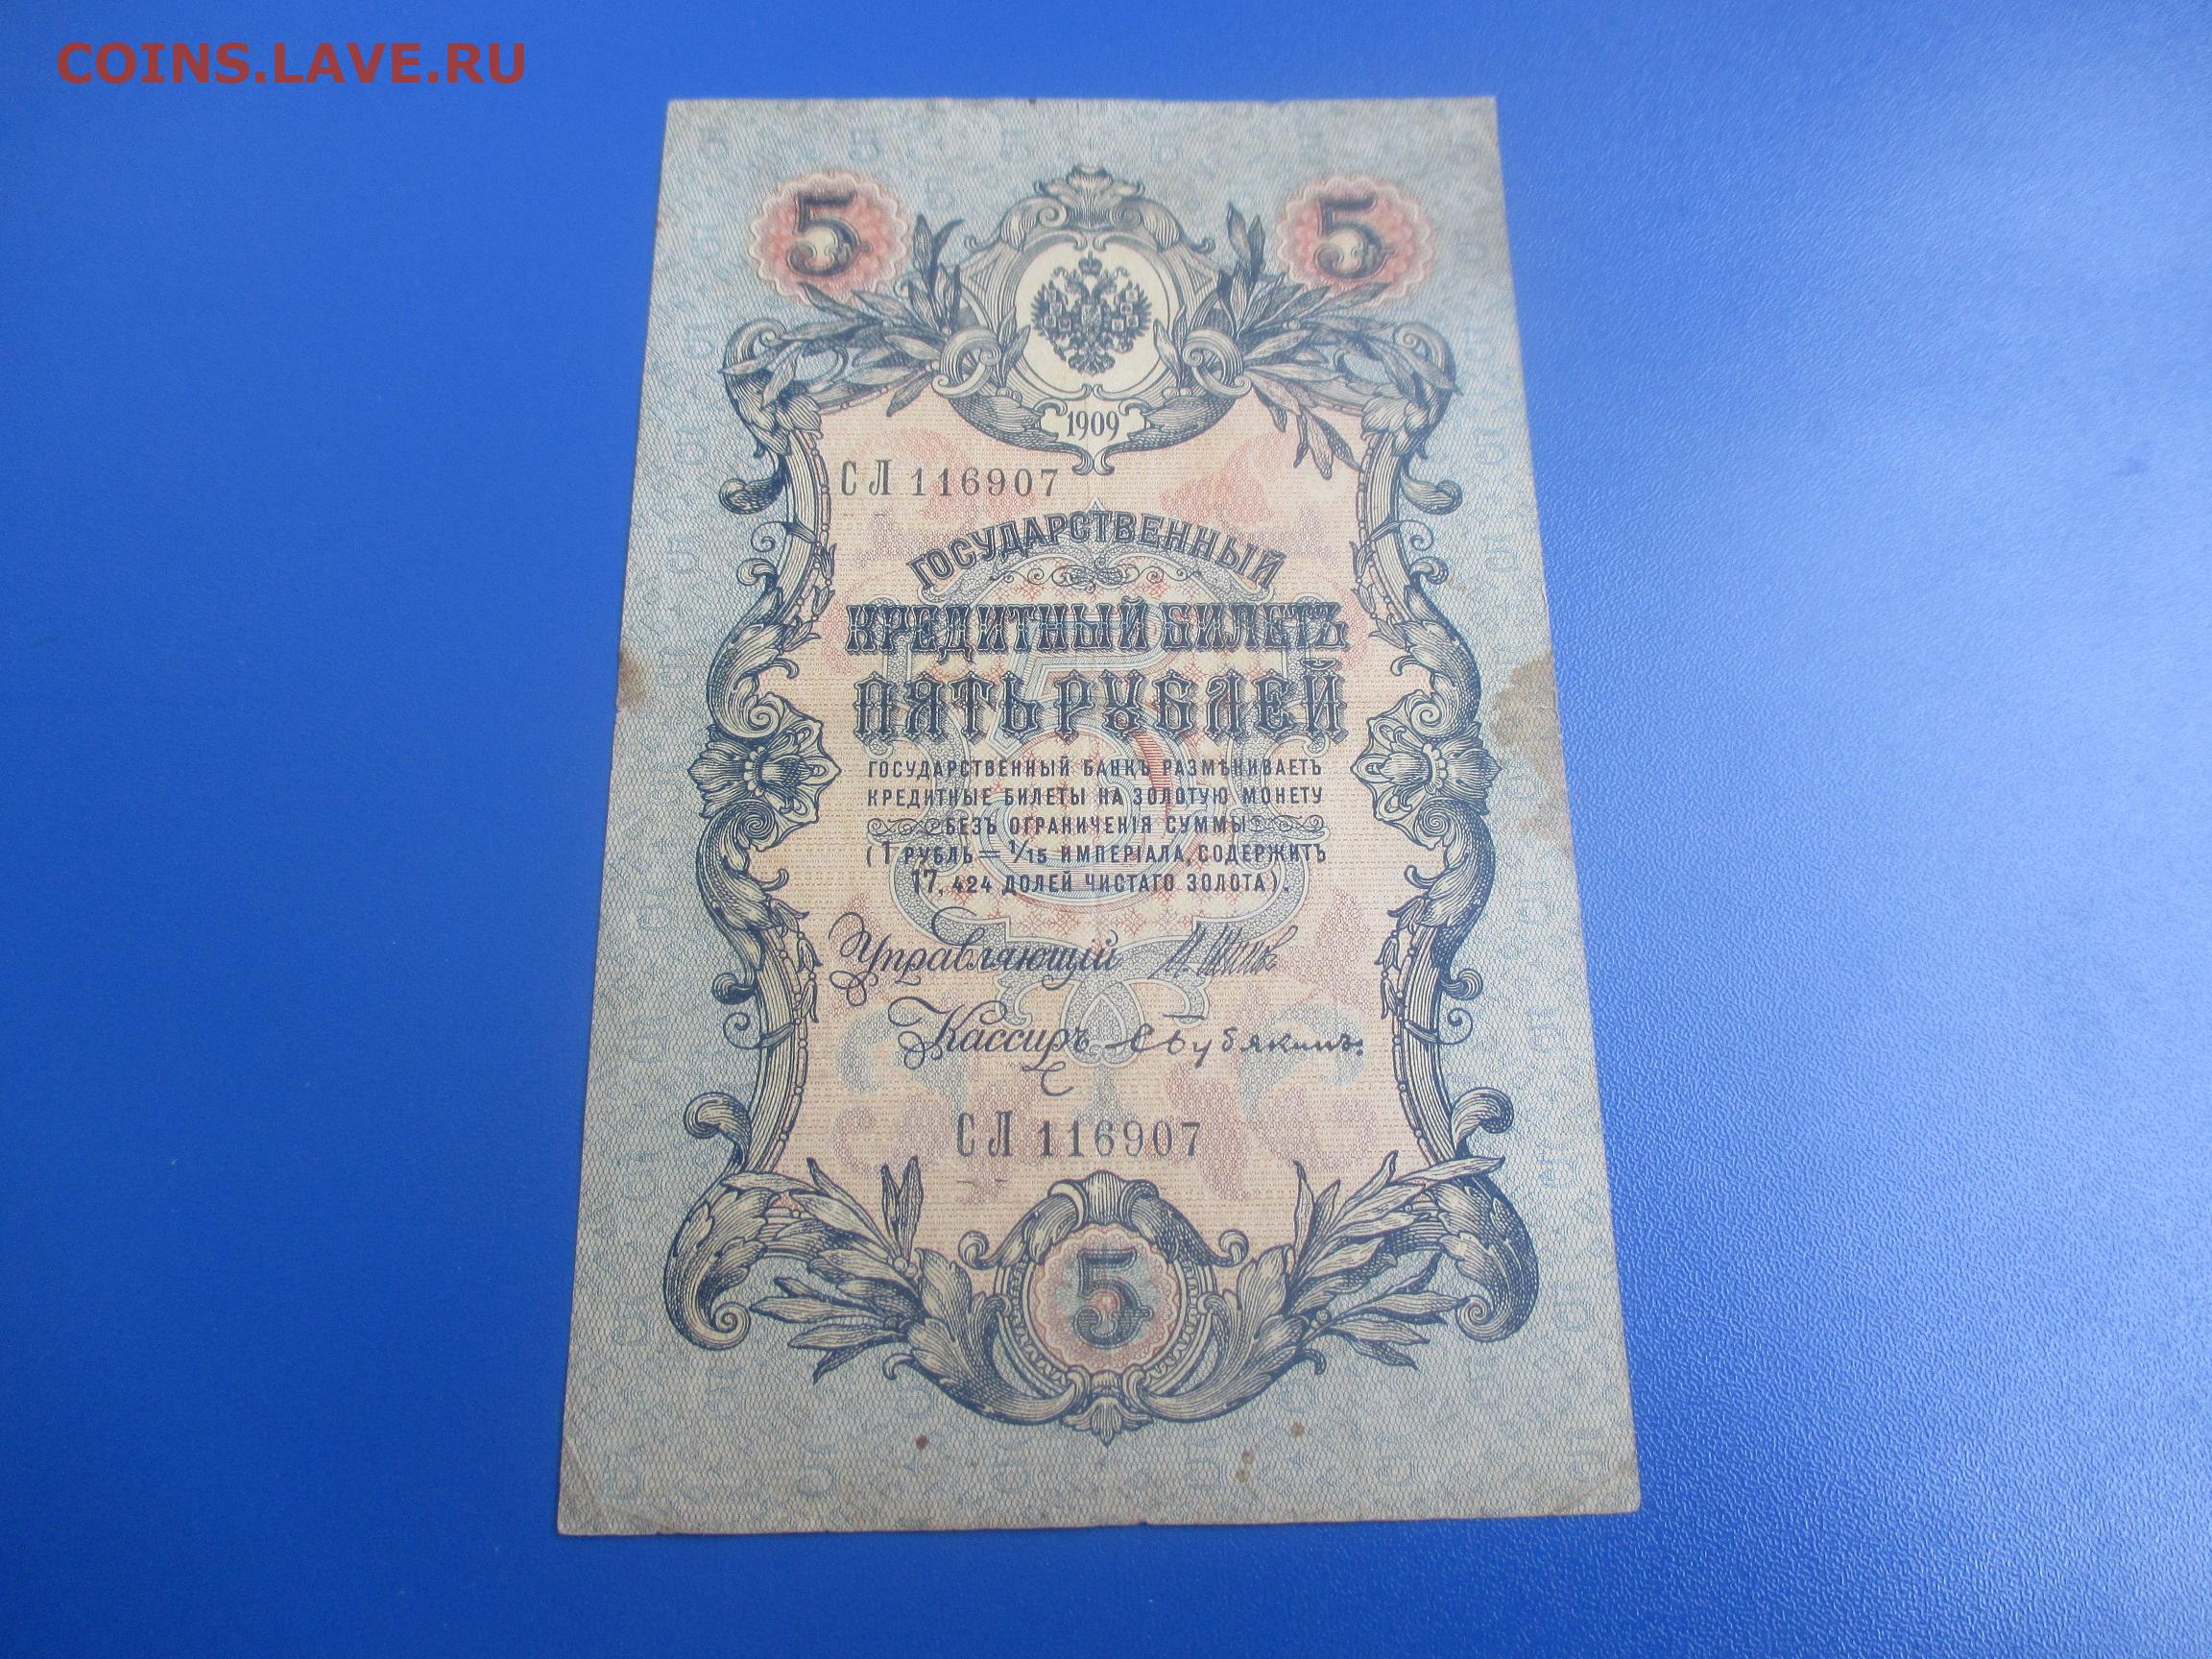 COINS.LAVE.RU
5 5
1909
СЛ 116907
ГОСУДАРСТВЕННЫЙ
КРЕДИТНЫЙ БИЛЕТЪ
ПЯТЬ РУБЛЕЙ
ГОСУДАРСТВЕННЫЙ БАНКЪ РАЗМѢНИВАЕТЪ
КРЕДИТНЫЕ БИЛЕТЫ НА ЗОЛОТУЮ МОНЕТУ
БЕЗЪ ОГРАНИЧЕНІЯ СУММЫ
(1 РУБЛЬ = 1/15 ИМПЕРІАЛА, СОДЕРЖИТЪ
17,424 ДОЛЕЙ ЧИСТАГО ЗОЛОТА).
Управляющій
Кассиръ Бубякинъ
СЛ 116907
5